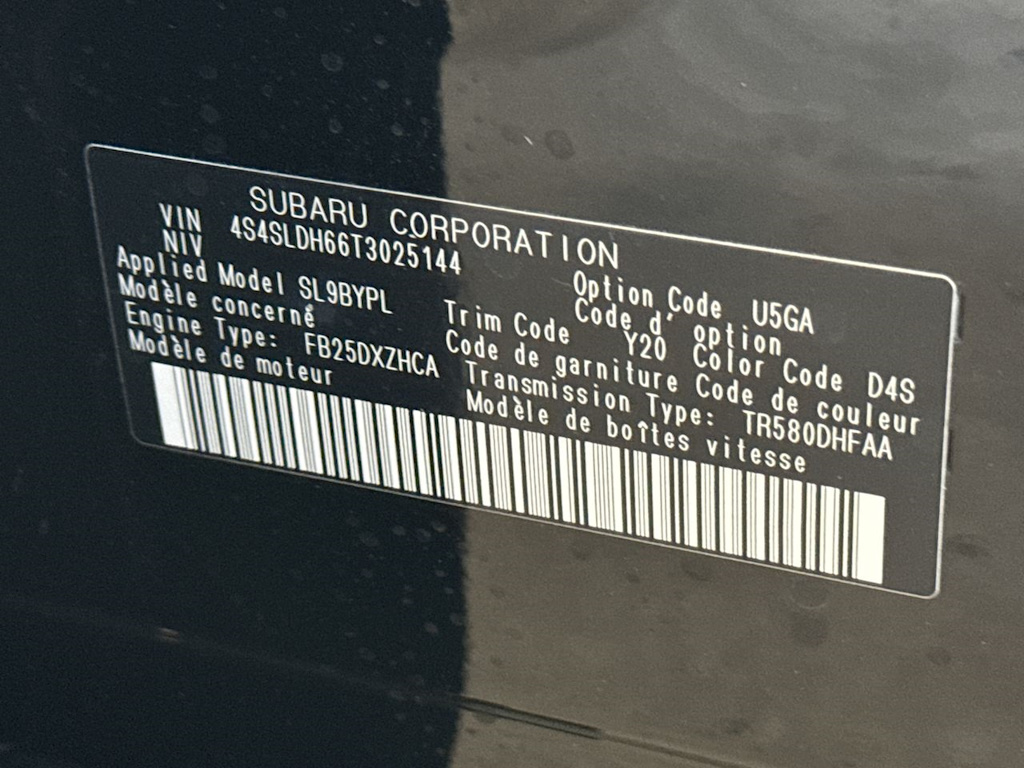 SUBARU CORPORATION
VIN
NIV
4S4SLDH66T3025144
Option Code U5GA
Code d' option
Applied Model SL9BYPL
Modèle concerné
Trim Code Y20 Color Code D4S
Code de garniture Code de couleur
Engine Type: FB25DXZHCA
Modèle de moteur
Transmission Type: TR580DHFAA
Modèle de boîtes vitesse